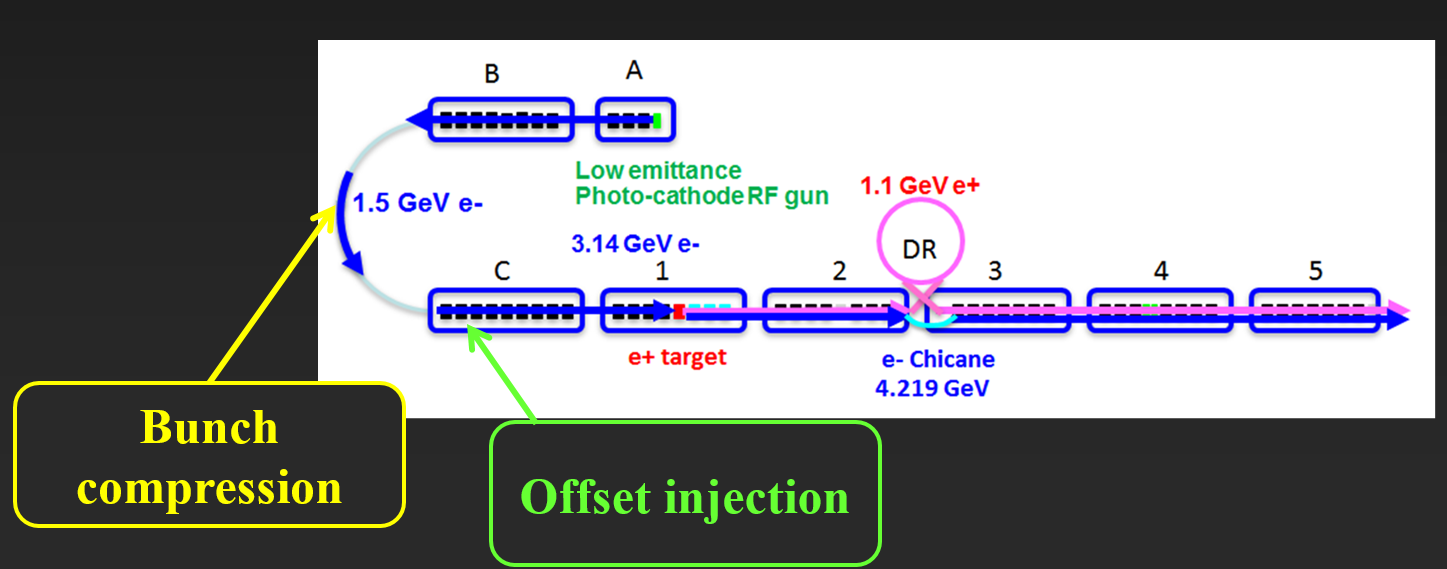 B
A
Low emittance
Photo-cathode RF gun
1.5 GeV e-
1.1 GeV e+
3.14 GeV e-
DR
C
1
2
3
4
5
e+ target
e- Chicane
4.219 GeV
Bunch
compression
Offset injection